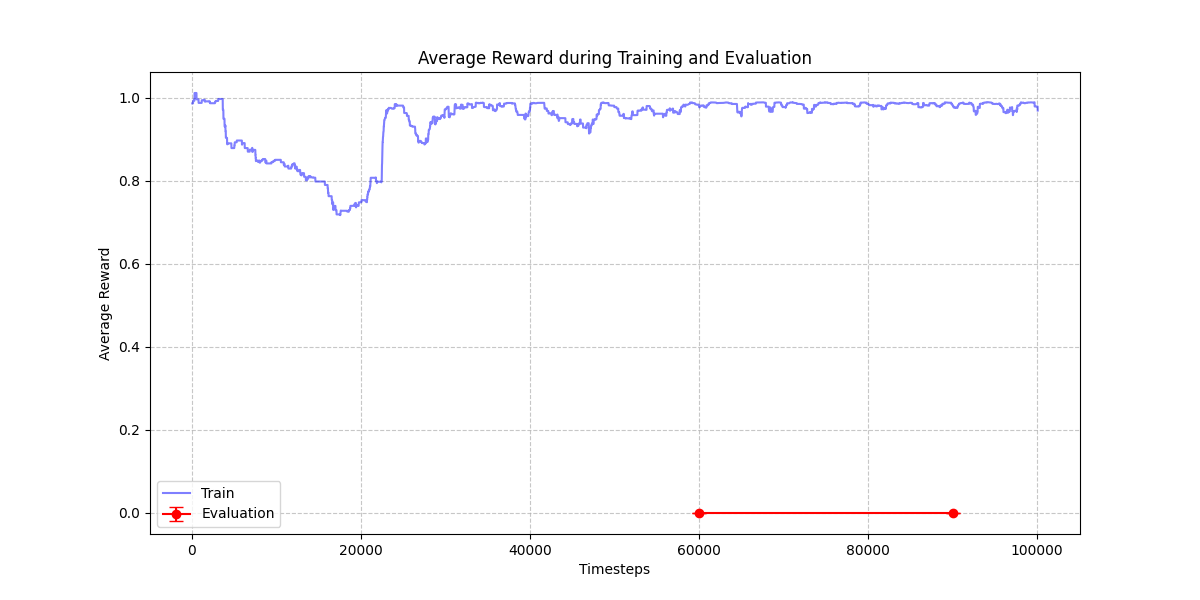 Average Reward during Training and Evaluation
Average Reward
1.0
0.8
0.6
0.4
0.2
0.0
Train
Evaluation
0 20000 40000 60000 80000 100000
Timesteps